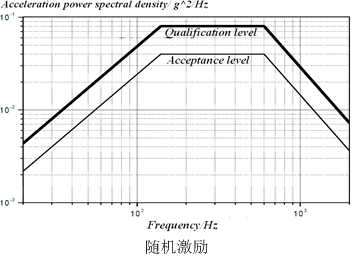 Acceleration power spectral density/ g^2/Hz
10⁻¹
Qualification level
Acceptance level
10⁻²
10⁻³
10²
10³
Frequency/Hz
随机激励